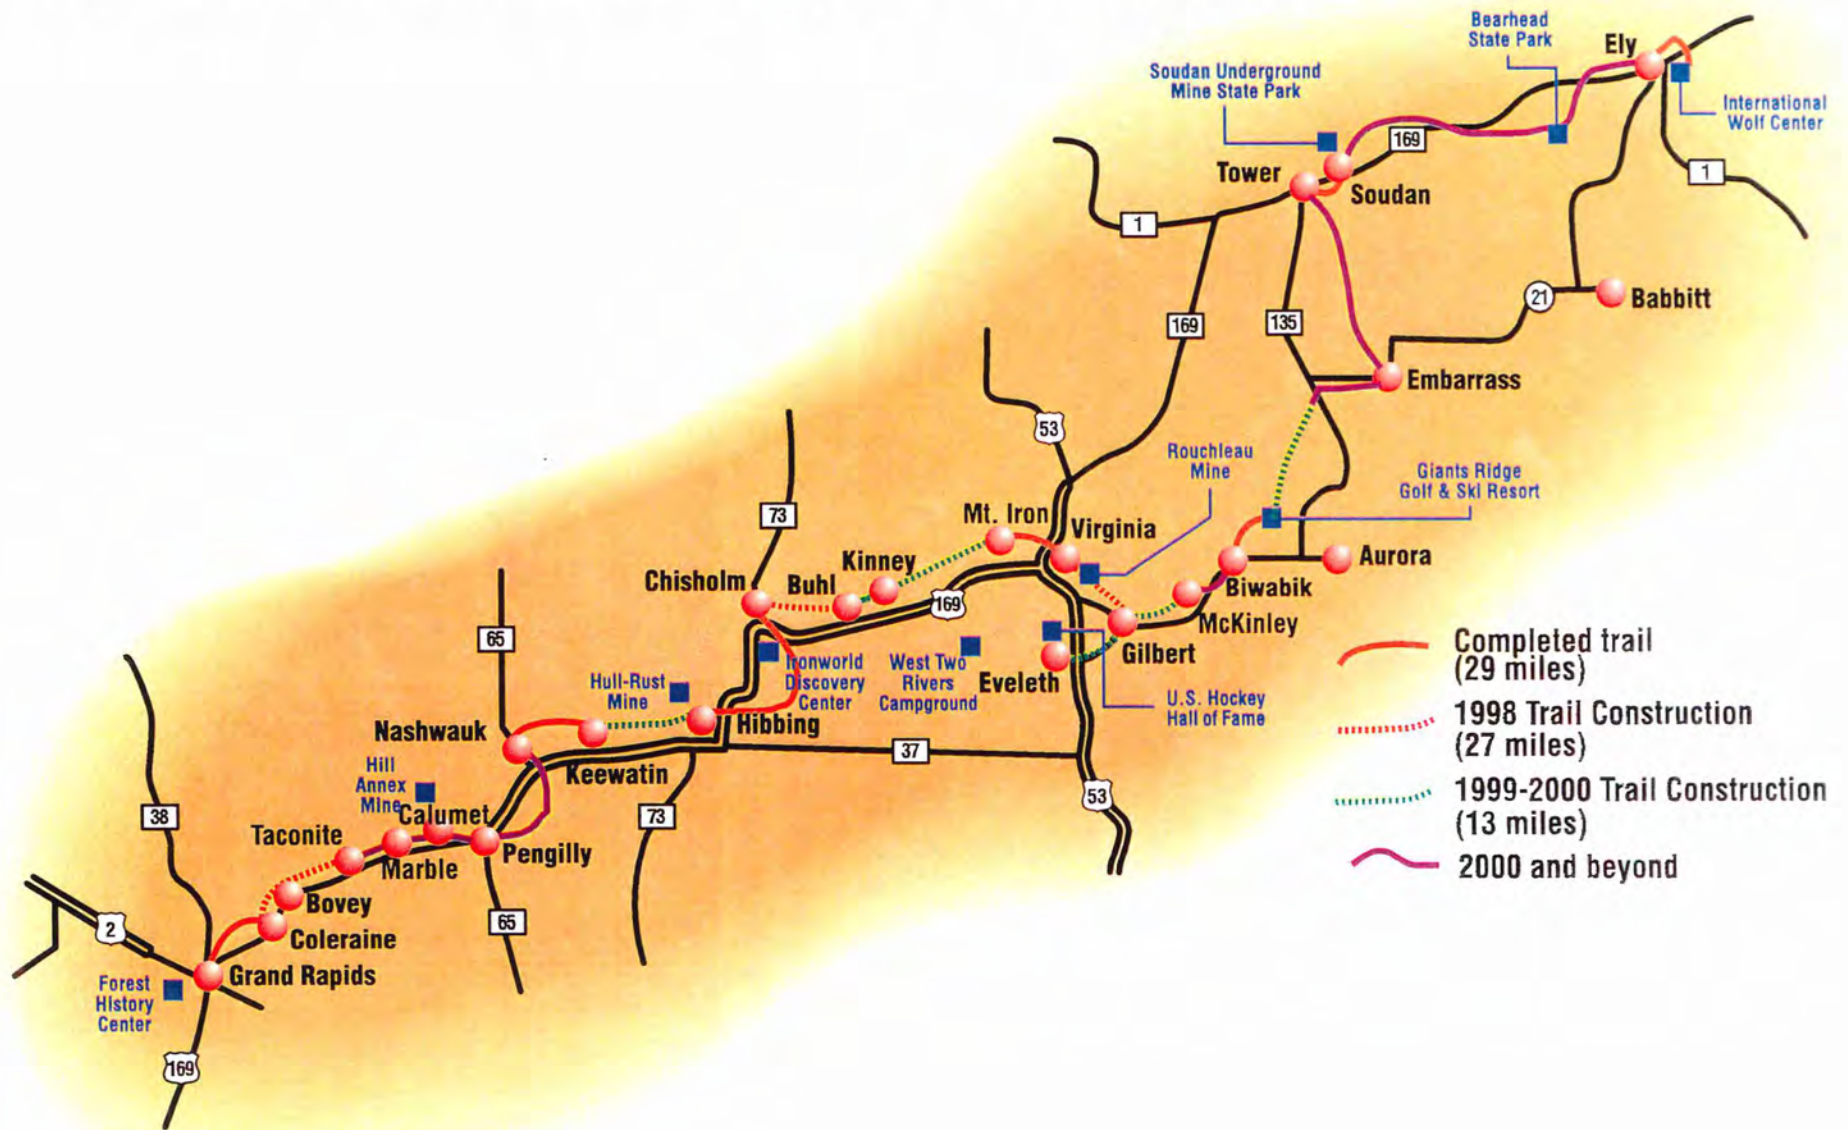 Bearhead
State Park
Ely
Soudan Underground
Mine State Park
International
Wolf Center
169
Tower
Soudan
1
1
21
Babbitt
169
135
Embarrass
53
Rouchleau
Mine
Giants Ridge
Golf & Ski Resort
73
Mt. Iron
Virginia
Kinney
Buhl
Chisholm
Aurora
Biwabik
169
McKinley
65
Gilbert
Ironworld
Discovery
Center
West Two
Rivers
Campground
Eveleth
Hull-Rust
Mine
U.S. Hockey
Hall of Fame
Hibbing
Nashwauk
37
Keewatin
Hill
Annex
Mine
53
38
73
Calumet
Taconite
Pengilly
Marble
Bovey
65
2
Coleraine
Grand Rapids
Forest
History
Center
169
Completed trail
(29 miles)
1998 Trail Construction
(27 miles)
1999-2000 Trail Construction
(13 miles)
2000 and beyond